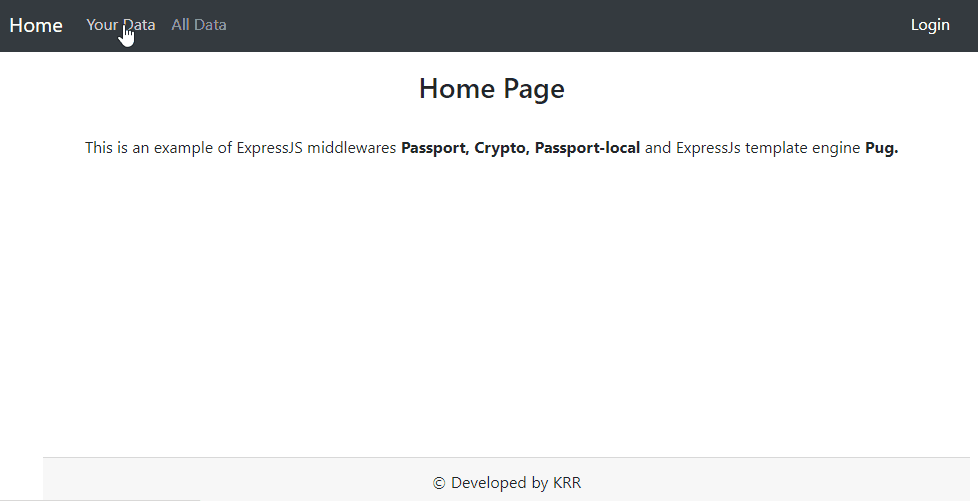 Home Your Data All Data Login
Home Page
This is an example of ExpressJS middlewares Passport, Crypto, Passport-local and ExpressJs template engine Pug.
© Developed by KRR